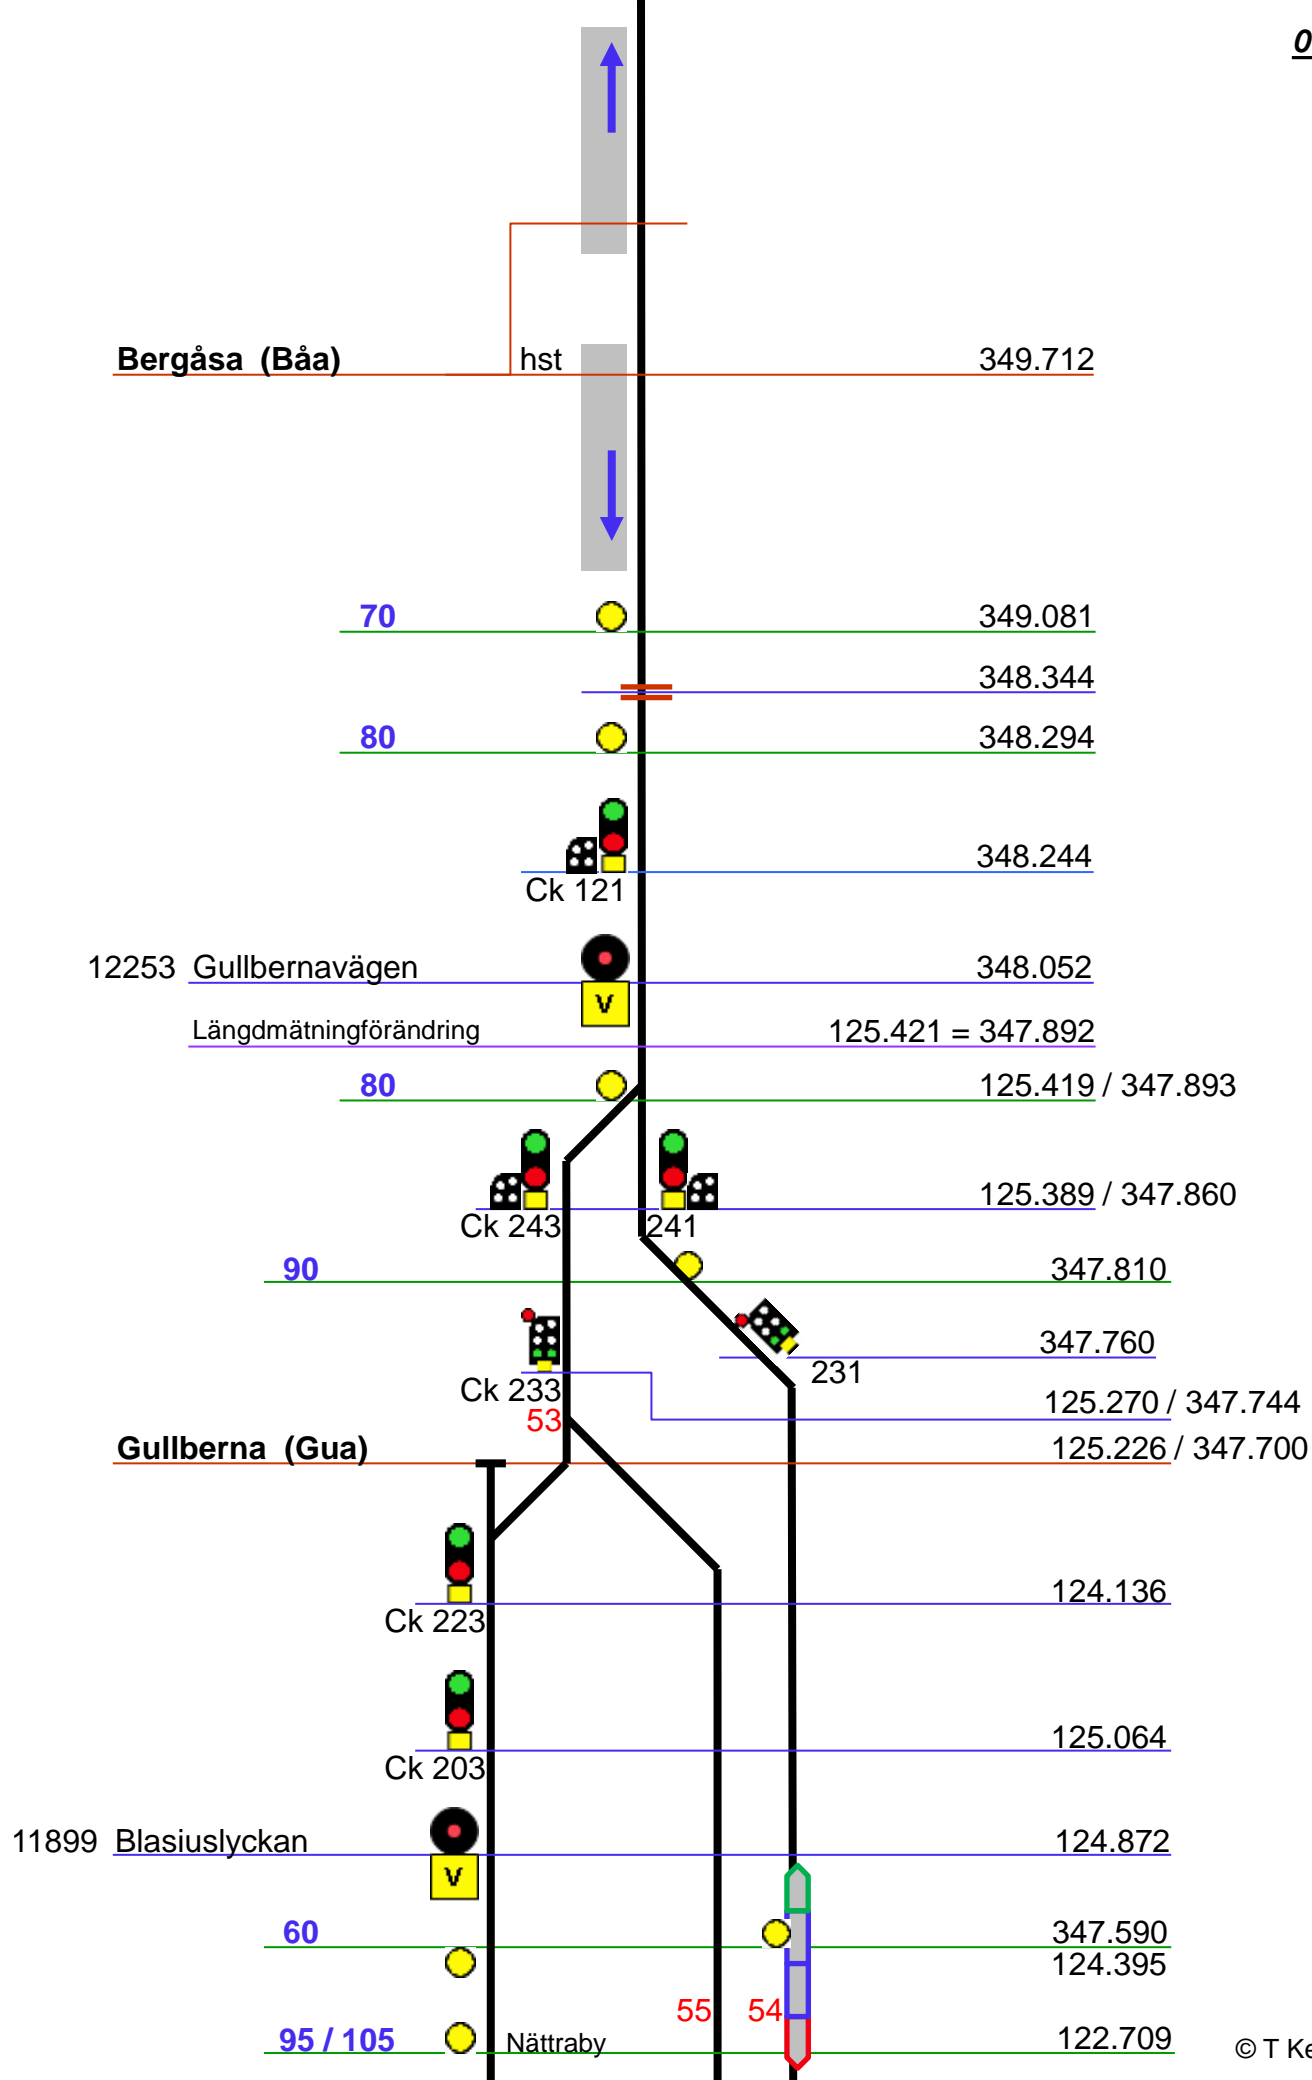 0
Bergåsa (Båa) hst 349.712
70 349.081
348.344
80 348.294
348.244
Ck 121
12253 Gullbernavägen 348.052
V
Längdmätningförändring 125.421 = 347.892
80 125.419 / 347.893
125.389 / 347.860
Ck 243 241
90 347.810
347.760
231
Ck 233 125.270 / 347.744
53
Gullberna (Gua) 125.226 / 347.700
124.136
Ck 223
125.064
Ck 203
11899 Blasiuslyckan 124.872
V
60 347.590
124.395
55 54
95 / 105 Nättraby 122.709
© T Ke